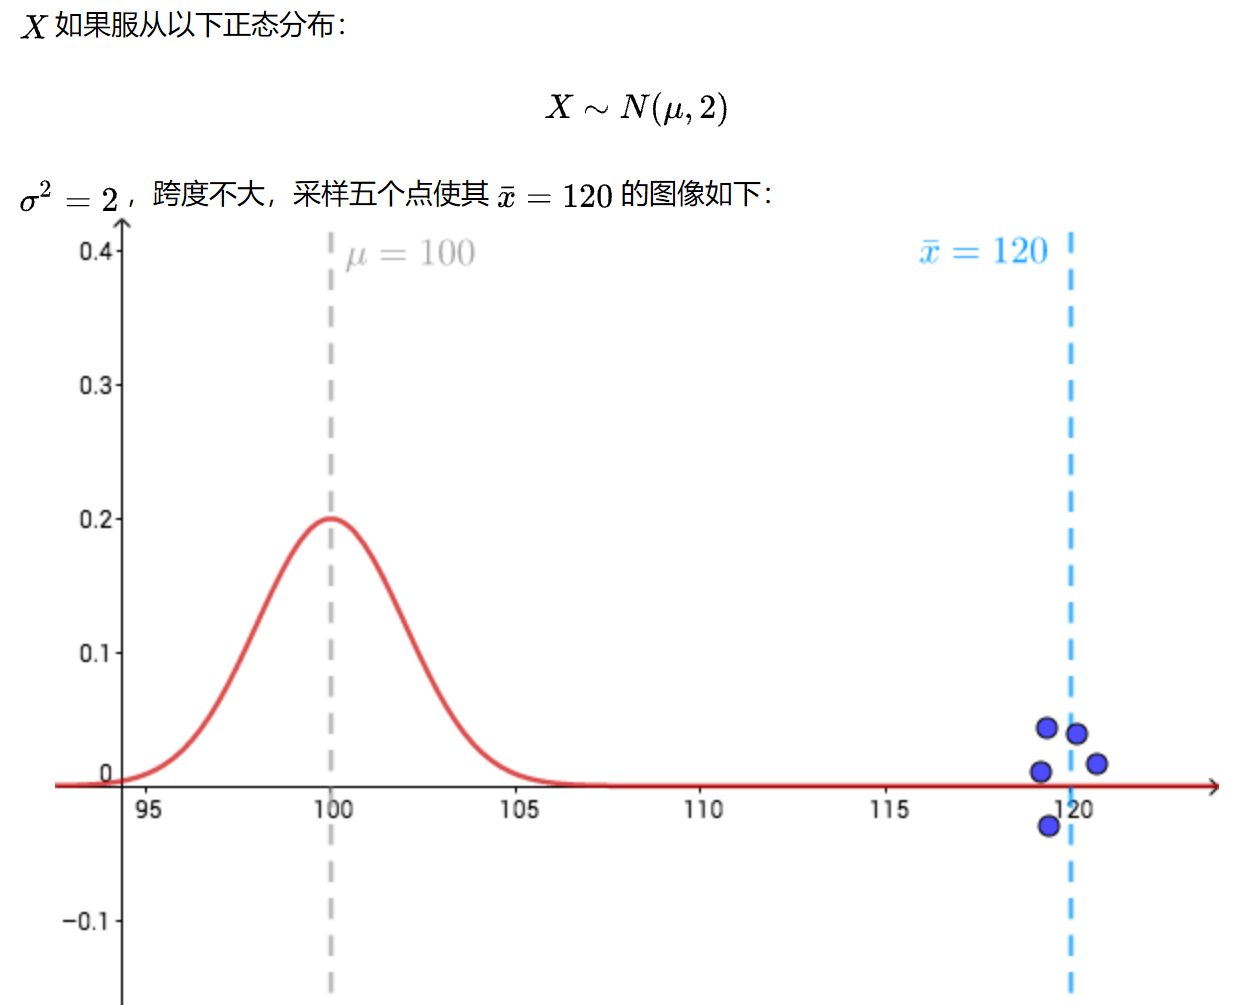 X 如果服从以下正态分布：
X ∼ N(μ, 2)
σ² = 2，跨度不大，采样五个点使其 x̄ = 120 的图像如下：
0.4
μ = 100
x̄ = 120
0.3
0.2
0.1
0
95
100
105
110
115
120
−0.1